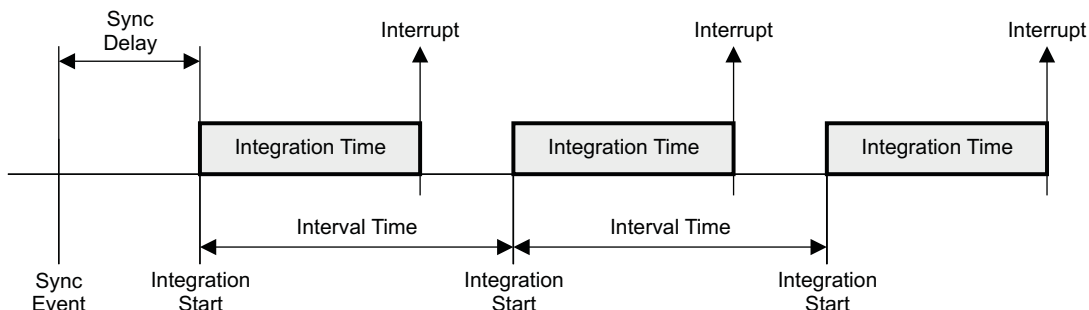 Sync
Delay
Interrupt
Interrupt
Interrupt
Integration Time
Integration Time
Integration Time
Interval Time
Interval Time
Sync
Event
Integration
Start
Integration
Start
Integration
Start